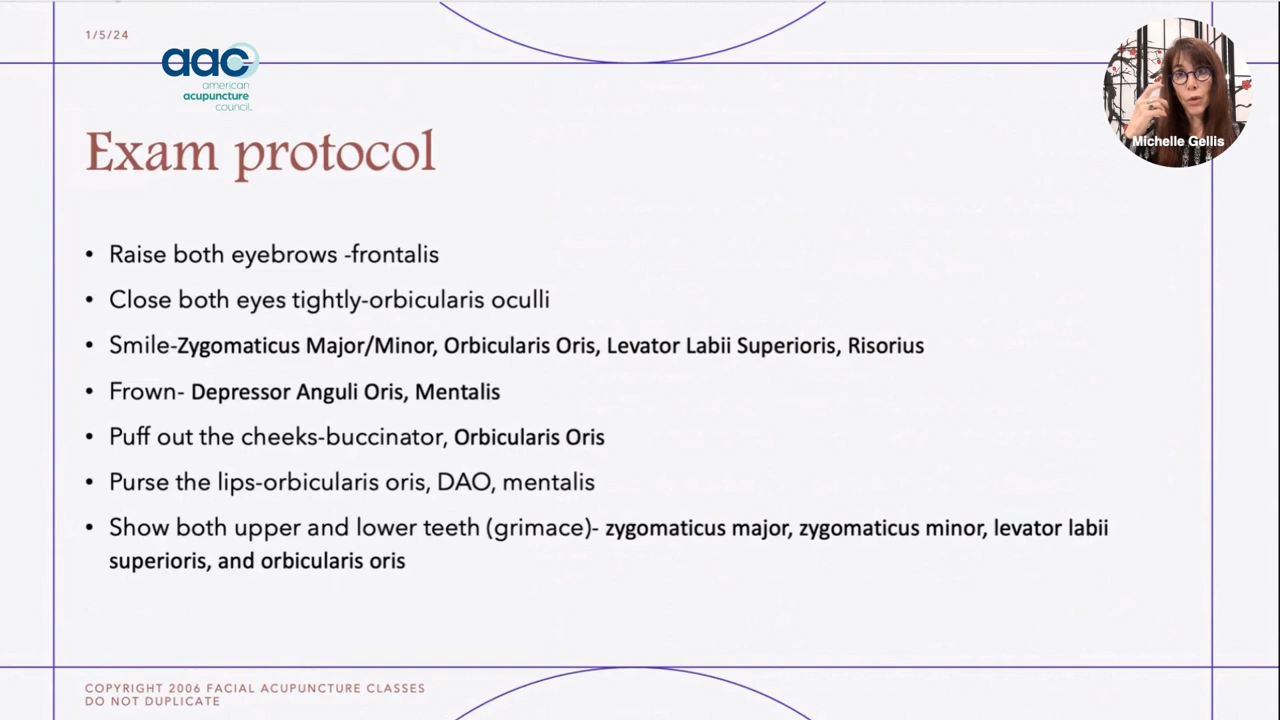 1/5/24
aac
american
acupuncture
council.
Michelle Gellis
Exam protocol
• Raise both eyebrows -frontalis
• Close both eyes tightly-orbicularis oculli
• Smile-Zygomaticus Major/Minor, Orbicularis Oris, Levator Labii Superioris, Risorius
• Frown- Depressor Anguli Oris, Mentalis
• Puff out the cheeks-buccinator, Orbicularis Oris
• Purse the lips-orbicularis oris, DAO, mentalis
• Show both upper and lower teeth (grimace)- zygomaticus major, zygomaticus minor, levator labii
superioris, and orbicularis oris
COPYRIGHT 2006 FACIAL ACUPUNCTURE CLASSES
DO NOT DUPLICATE